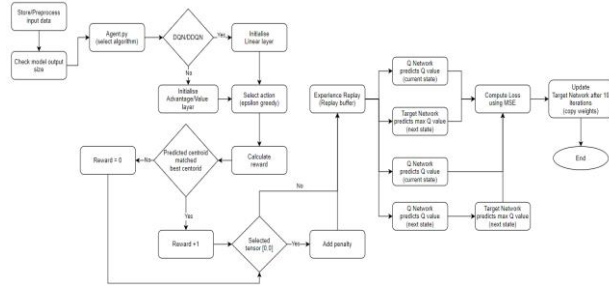 Store/Preprocess
input data
Check model output
size
Agent.py
(select algorithm)
DQN/DDQN
Yes
Initialise
Linear layer
No
Initialise
Advantage/Value
layer
Select action
(epsilon greedy)
Calculate
reward
Predicted centroid
matched
best centorid
No
Reward = 0
Yes
Reward +1
Selected
tensor [0,0]
No
Yes
Add penalty
Experience Replay
(Replay buffer)
Q Network
predicts Q value
(current state)
Target Network
predicts max Q value
(next state)
Q Network
predicts Q value
(current state)
Q Network
predicts Q value
(next state)
Target Network
predicts max Q value
(next state)
Compute Loss
using MSE
Update
Target Network after 10
iterations
(copy weights)
End